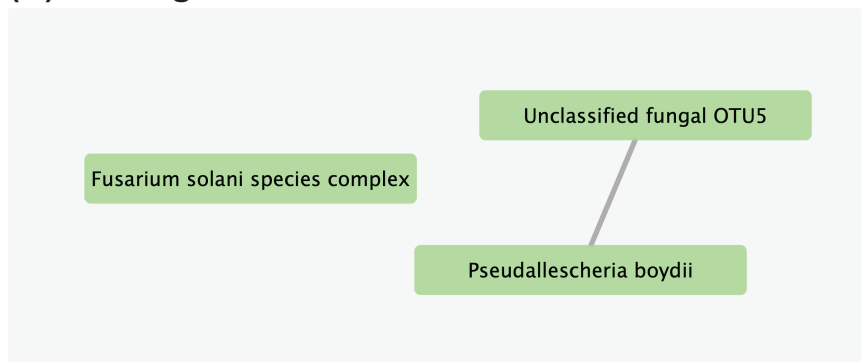 Unclassified fungal OTU5
Fusarium solani species complex
Pseudallescheria boydii